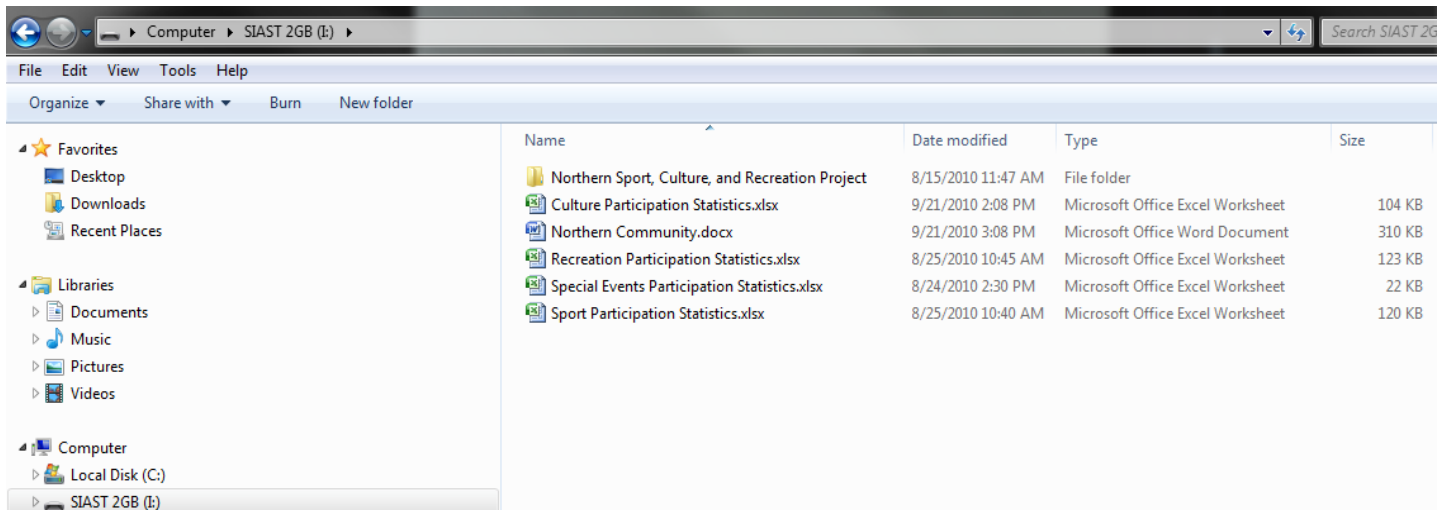 Computer ▸ SIAST 2GB (I:) ▸ Search SIAST 2G
File Edit View Tools Help
Organize Share with Burn New folder
Favorites
Desktop
Downloads
Recent Places
Libraries
Documents
Music
Pictures
Videos
Computer
Local Disk (C:)
SIAST 2GB (I:)
Name Date modified Type Size
Northern Sport, Culture, and Recreation Project 8/15/2010 11:47 AM File folder
Culture Participation Statistics.xlsx 9/21/2010 2:08 PM Microsoft Office Excel Worksheet 104 KB
Northern Community.docx 9/21/2010 3:08 PM Microsoft Office Word Document 310 KB
Recreation Participation Statistics.xlsx 8/25/2010 10:45 AM Microsoft Office Excel Worksheet 123 KB
Special Events Participation Statistics.xlsx 8/24/2010 2:30 PM Microsoft Office Excel Worksheet 22 KB
Sport Participation Statistics.xlsx 8/25/2010 10:40 AM Microsoft Office Excel Worksheet 120 KB